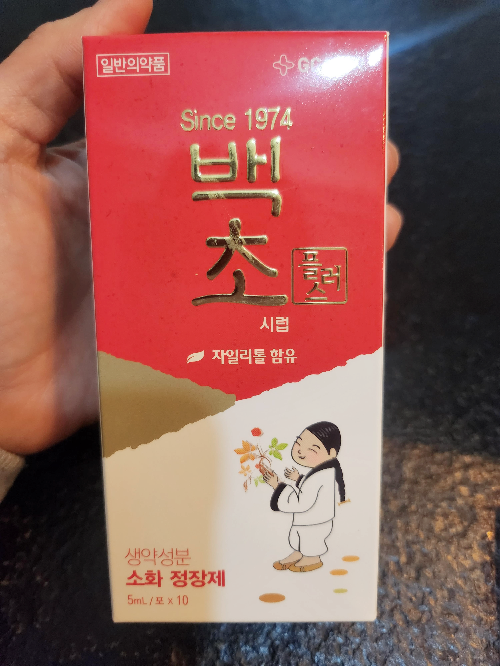 일반의약품
GC
Since 1974
백
초
플러스
시럽
자일리톨 함유
생약성분
소화 정장제
5mL / 포 x 10